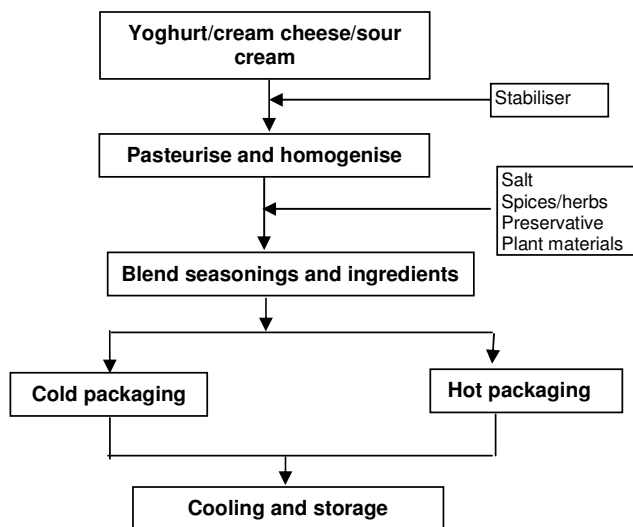 Yoghurt/cream cheese/sour
cream
Stabiliser
Pasteurise and homogenise
Salt
Spices/herbs
Preservative
Plant materials
Blend seasonings and ingredients
Cold packaging
Hot packaging
Cooling and storage